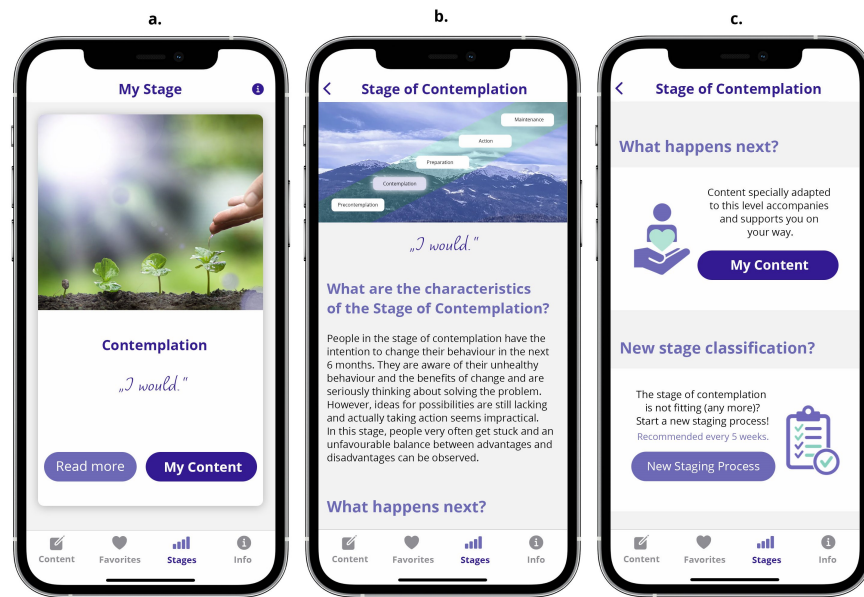 a.
My Stage
Contemplation
„I would."
Read more
My Content
Content
Favorites
Stages
Info
b.
Stage of Contemplation
Maintenance
Action
Preparation
Contemplation
Precontemplation
„I would."
What are the characteristics
of the Stage of Contemplation?
People in the stage of contemplation have the
intention to change their behaviour in the next
6 months. They are aware of their unhealthy
behaviour and the benefits of change and are
seriously thinking about solving the problem.
However, ideas for possibilities are still lacking
and actually taking action seems impractical.
In this stage, people very often get stuck and an
unfavourable balance between advantages and
disadvantages can be observed.
What happens next?
Content
Favorites
Stages
Info
c.
Stage of Contemplation
What happens next?
Content specially adapted
to this level accompanies
and supports you on
your way.
My Content
New stage classification?
The stage of contemplation
is not fitting (any more)?
Start a new staging process!
Recommended every 5 weeks.
New Staging Process
Content
Favorites
Stages
Info